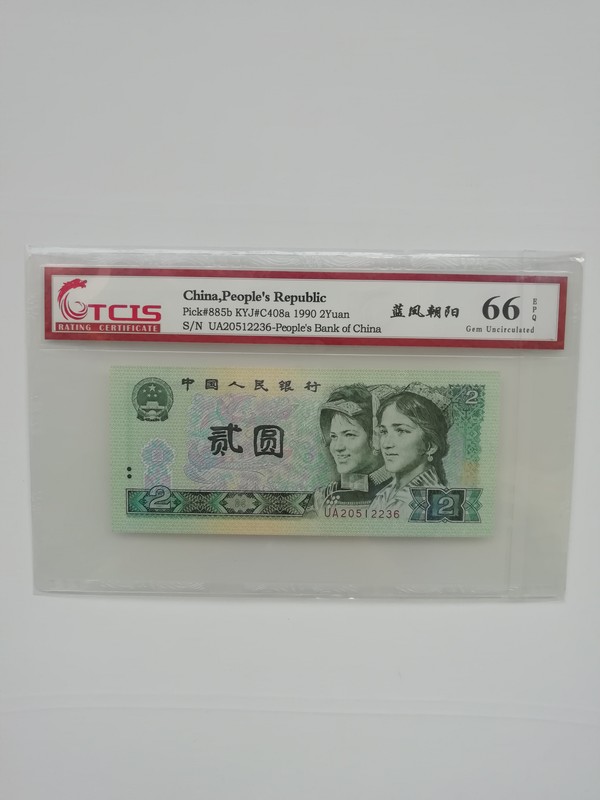 TCIS
RATING CERTIFICATE
China,People's Republic
Pick#885b KYJ#C408a 1990 2Yuan
S/N UA20512236-People's Bank of China
蓝凤朝阳
66
EPQ
Gem Uncirculated
中国人民银行
2
贰圆
2
UA20512236
2